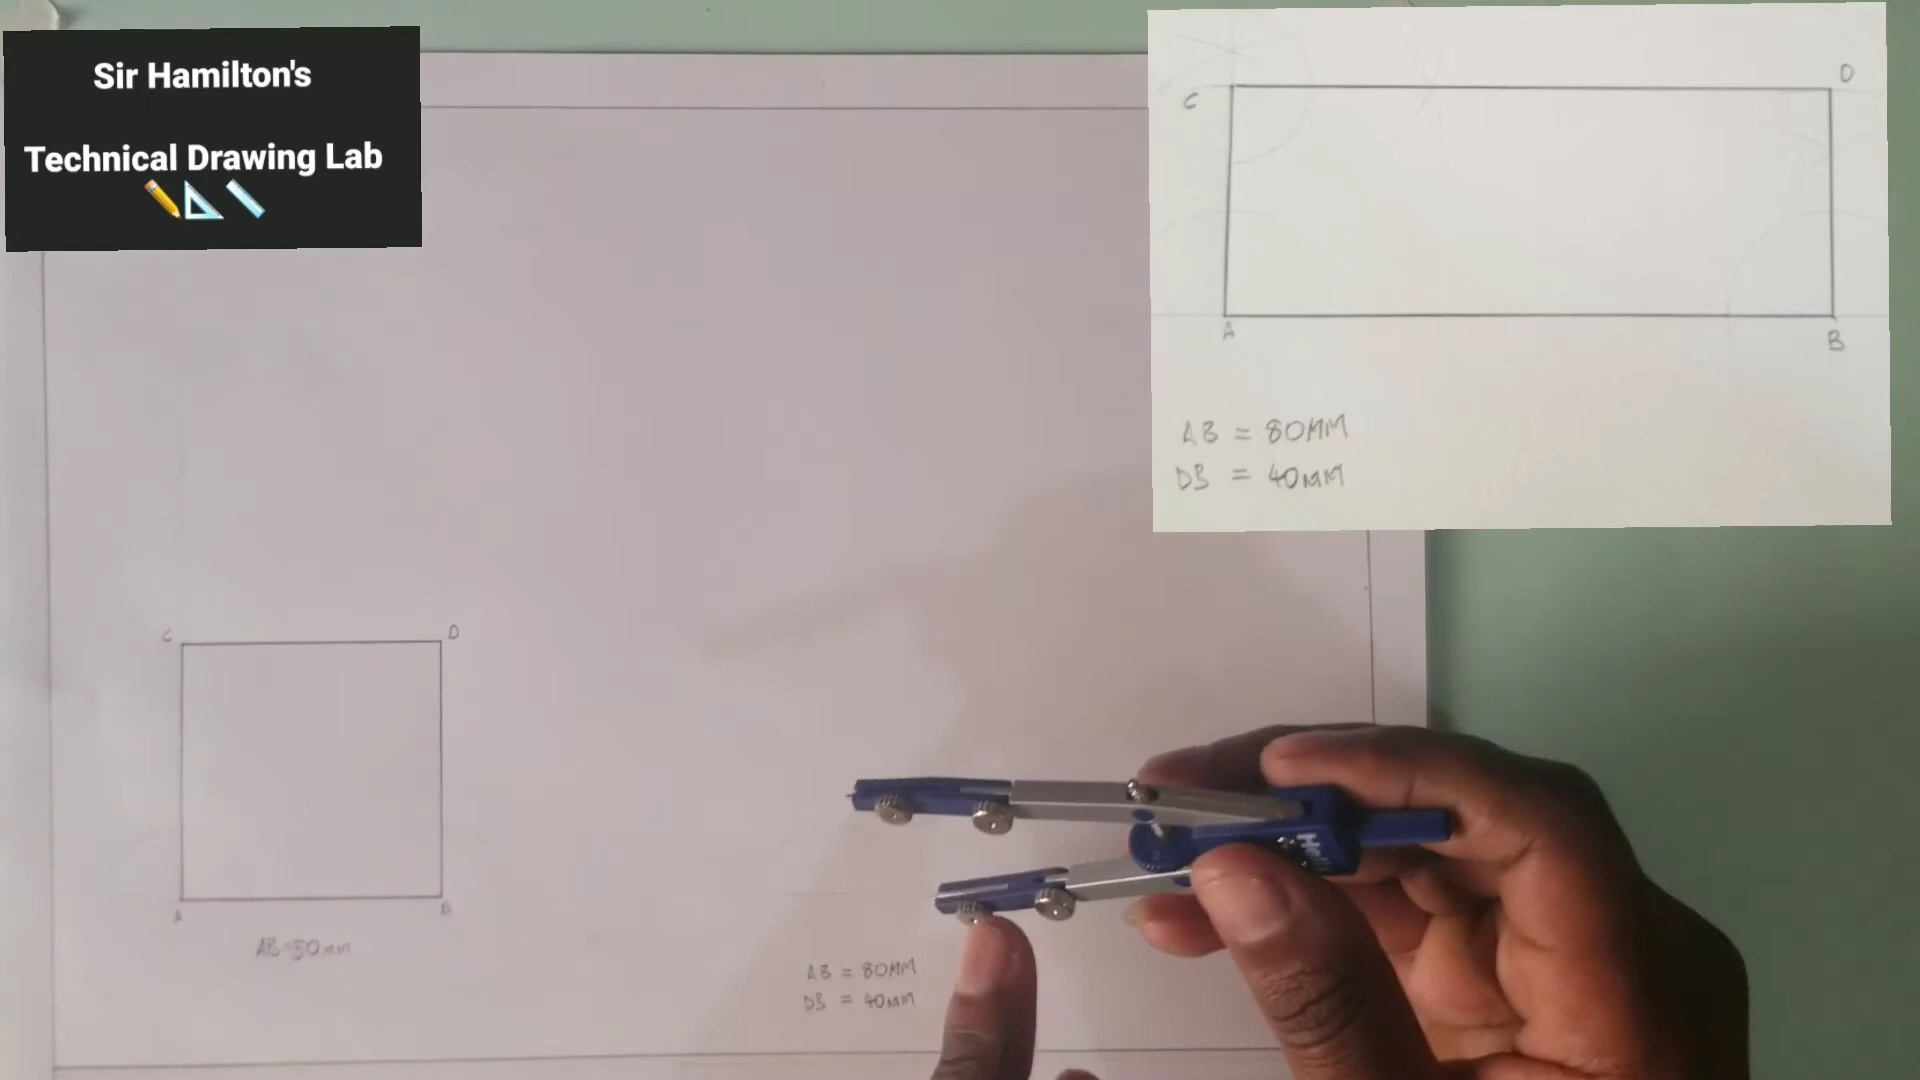 Sir Hamilton's
Technical Drawing Lab
C
D
A
B
AB = 80MM
DB = 40MM
C
D
A
B
AB=50mm
AB = 80MM
DB = 40MM